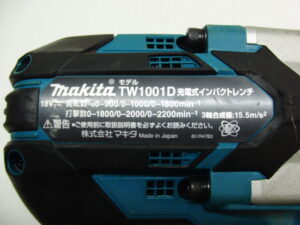 モデル
makita TW1001D 充電式インパクトレンチ
18V⎓ 回転数 0-900/0-1000/0-1800min⁻¹
打撃数 0-1800/0-2000/0-2200min⁻¹ 3軸合成値:15.5m/s²
⚠警告 •ご使用前に取扱説明書を必ずよくお読みください。
株式会社 マキタ Made in Japan